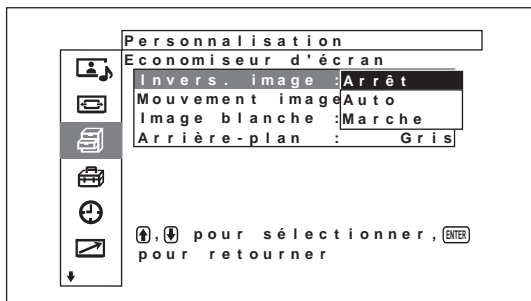 Personnalisation
Economiseur d'écran
Invers. image :Arrêt
Mouvement image Auto
Image blanche :Marche
Arrière-plan : Gris
, pour sélectionner, ENTER
pour retourner